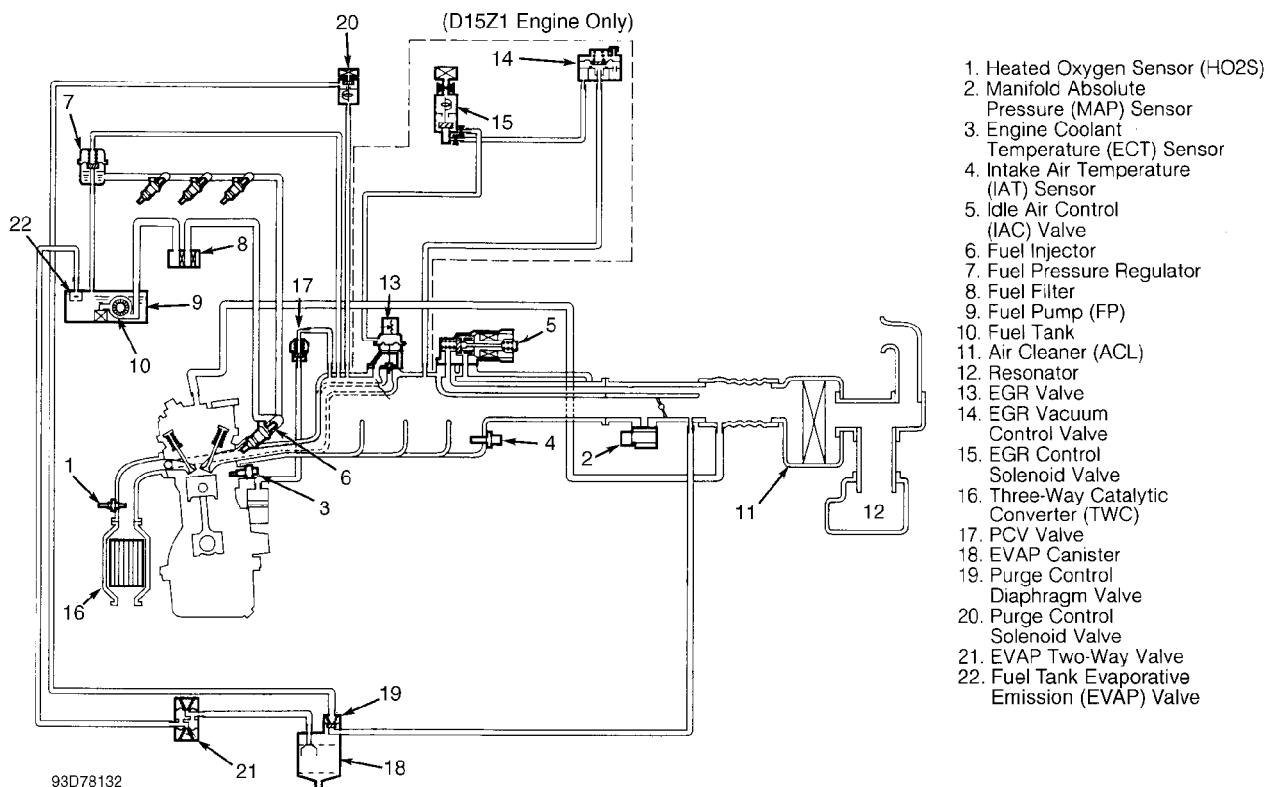 (D15Z1 Engine Only)
20
14
7
15
22
8
13
17
9
5
10
1
6
4
2
3
11
12
16
19
21
18
93D78132
1. Heated Oxygen Sensor (HO2S)
2. Manifold Absolute
Pressure (MAP) Sensor
3. Engine Coolant
Temperature (ECT) Sensor
4. Intake Air Temperature
(IAT) Sensor
5. Idle Air Control
(IAC) Valve
6. Fuel Injector
7. Fuel Pressure Regulator
8. Fuel Filter
9. Fuel Pump (FP)
10. Fuel Tank
11. Air Cleaner (ACL)
12. Resonator
13. EGR Valve
14. EGR Vacuum
Control Valve
15. EGR Control
Solenoid Valve
16. Three-Way Catalytic
Converter (TWC)
17. PCV Valve
18. EVAP Canister
19. Purge Control
Diaphragm Valve
20. Purge Control
Solenoid Valve
21. EVAP Two-Way Valve
22. Fuel Tank Evaporative
Emission (EVAP) Valve